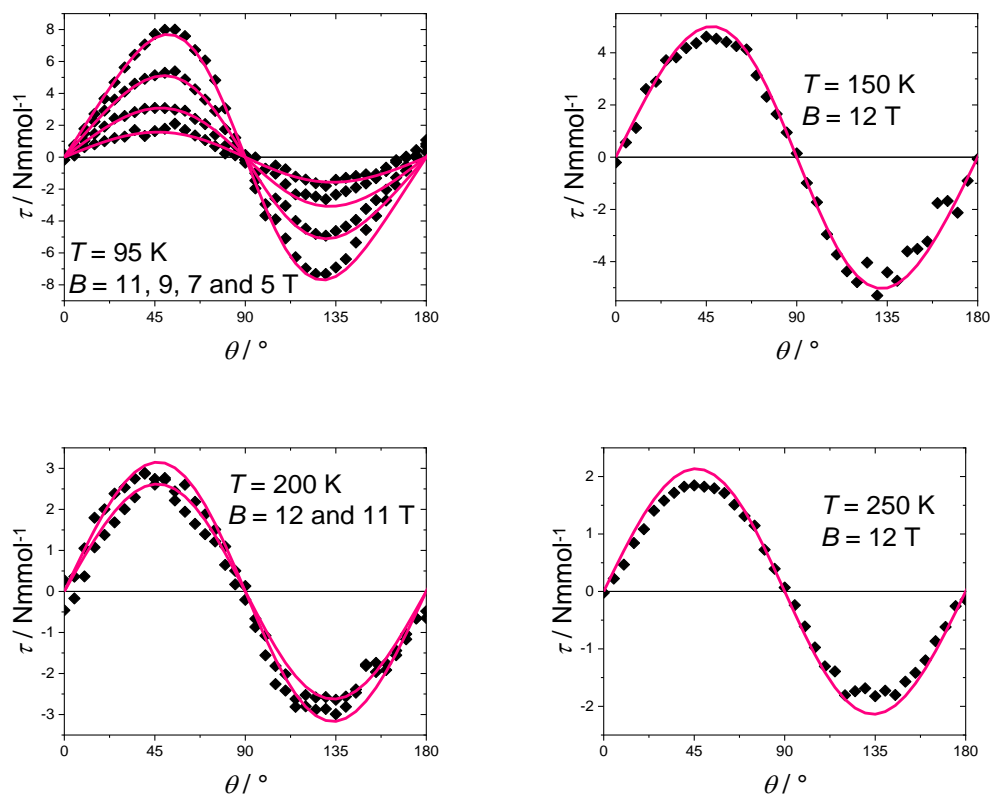 8
6
4
2
0
-2
-4
-6
-8
τ / Nmmol-1
T = 95 K
B = 11, 9, 7 and 5 T
0 45 90 135 180
θ / °
4
2
0
-2
-4
τ / Nmmol-1
T = 150 K
B = 12 T
0 45 90 135 180
θ / °
3
2
1
0
-1
-2
-3
τ / Nmmol-1
T = 200 K
B = 12 and 11 T
0 45 90 135 180
θ / °
2
1
0
-1
-2
τ / Nmmol-1
T = 250 K
B = 12 T
0 45 90 135 180
θ / °